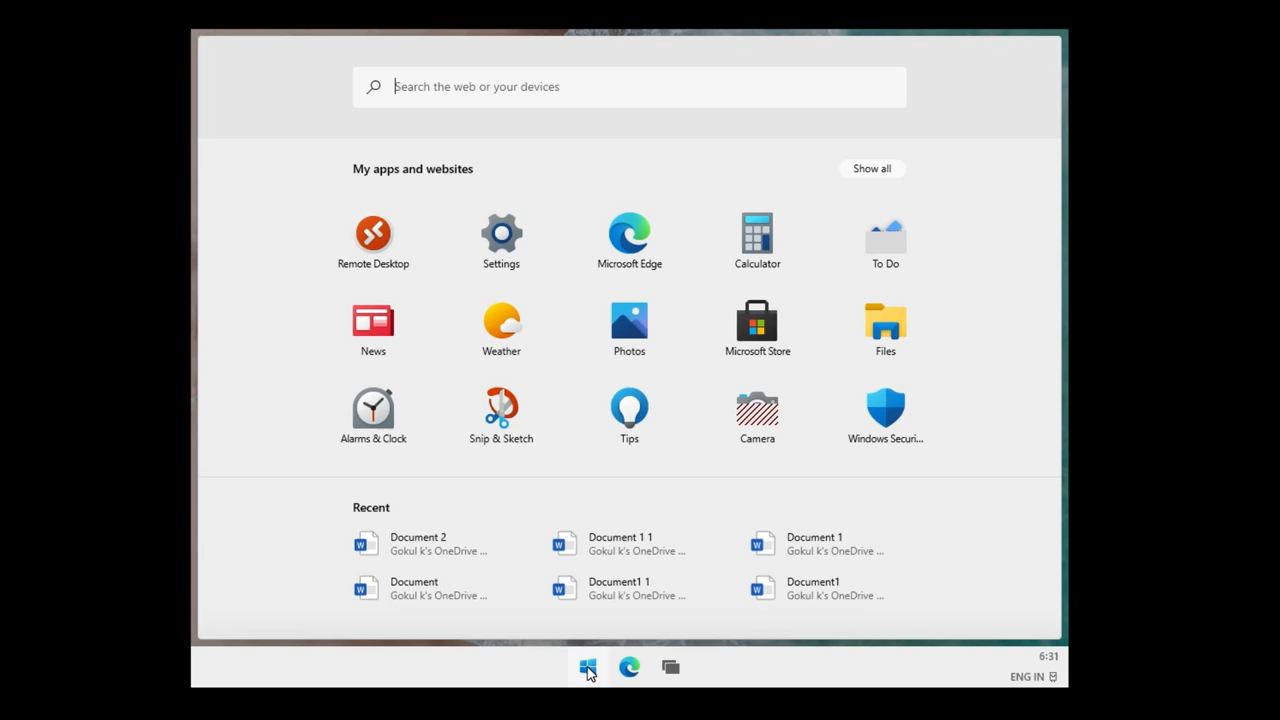 Search the web or your devices
My apps and websites
Show all
Remote Desktop
Settings
Microsoft Edge
Calculator
To Do
News
Weather
Photos
Microsoft Store
Files
Alarms & Clock
Snip & Sketch
Tips
Camera
Windows Securi...
Recent
Document 2
Gokul k's OneDrive ...
Document 1 1
Gokul k's OneDrive ...
Document 1
Gokul k's OneDrive ...
Document
Gokul k's OneDrive ...
Document1 1
Gokul k's OneDrive ...
Document1
Gokul k's OneDrive ...
6:31
ENG IN